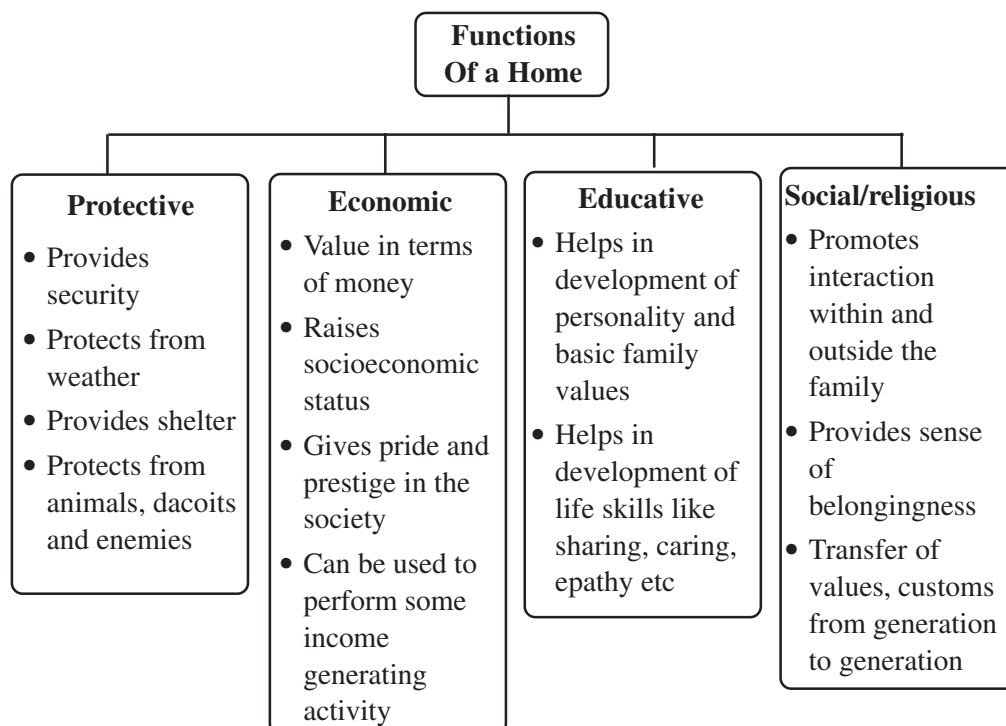 Functions
Of a Home
Protective
• Provides
security
• Protects from
weather
• Provides shelter
• Protects from
animals, dacoits
and enemies
Economic
• Value in terms
of money
• Raises
socioeconomic
status
• Gives pride and
prestige in the
society
• Can be used to
perform some
income
generating
activity
Educative
• Helps in
development of
personality and
basic family
values
• Helps in
development of
life skills like
sharing, caring,
epathy etc
Social/religious
• Promotes
interaction
within and
outside the
family
• Provides sense
of
belongingness
• Transfer of
values, customs
from generation
to generation